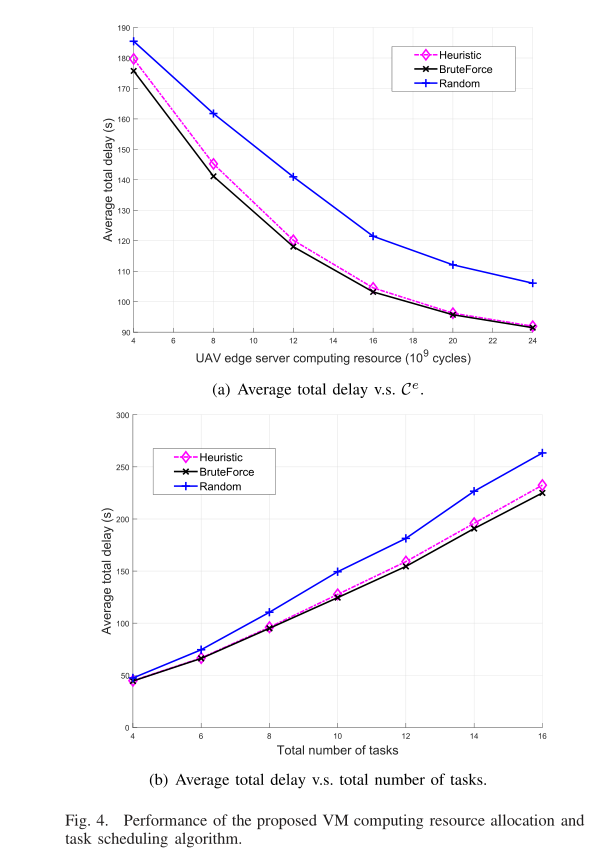 190
180
170
160
150
140
130
120
110
100
90
Average total delay (s)
Heuristic
BruteForce
Random
4 6 8 10 12 14 16 18 20 22 24
UAV edge server computing resource (10⁹ cycles)
(a) Average total delay v.s. 𝒞ᵉ.
300
250
200
150
100
50
0
Average total delay (s)
Heuristic
BruteForce
Random
4 6 8 10 12 14 16
Total number of tasks
(b) Average total delay v.s. total number of tasks.
Fig. 4. Performance of the proposed VM computing resource allocation and
task scheduling algorithm.